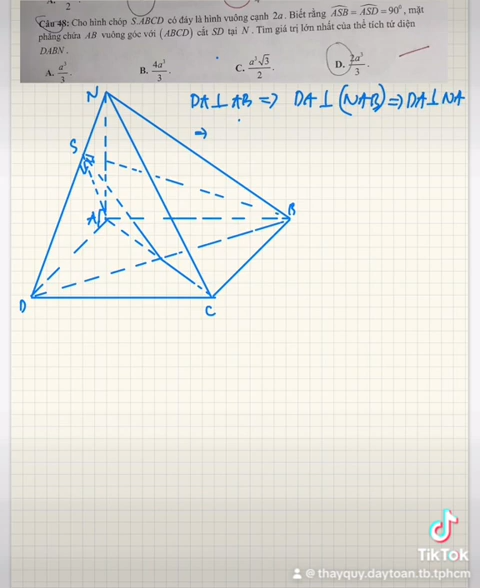 2
Câu 48: Cho hình chóp S.ABCD có đáy là hình vuông cạnh 2a. Biết rằng ASB = ASD = 90⁰, mặt
phẳng chứa AB vuông góc với (ABCD) cắt SD tại N. Tìm giá trị lớn nhất của thể tích tứ diện
DABN.
A. a³/3. B. 4a³/3. C. a³√3/2. D. 2a³/3.
N DA⊥AB => DA⊥(NAB) => DA⊥NA
S =>
A B
D C
TikTok
@thayquy.daytoan.tb.tphcm